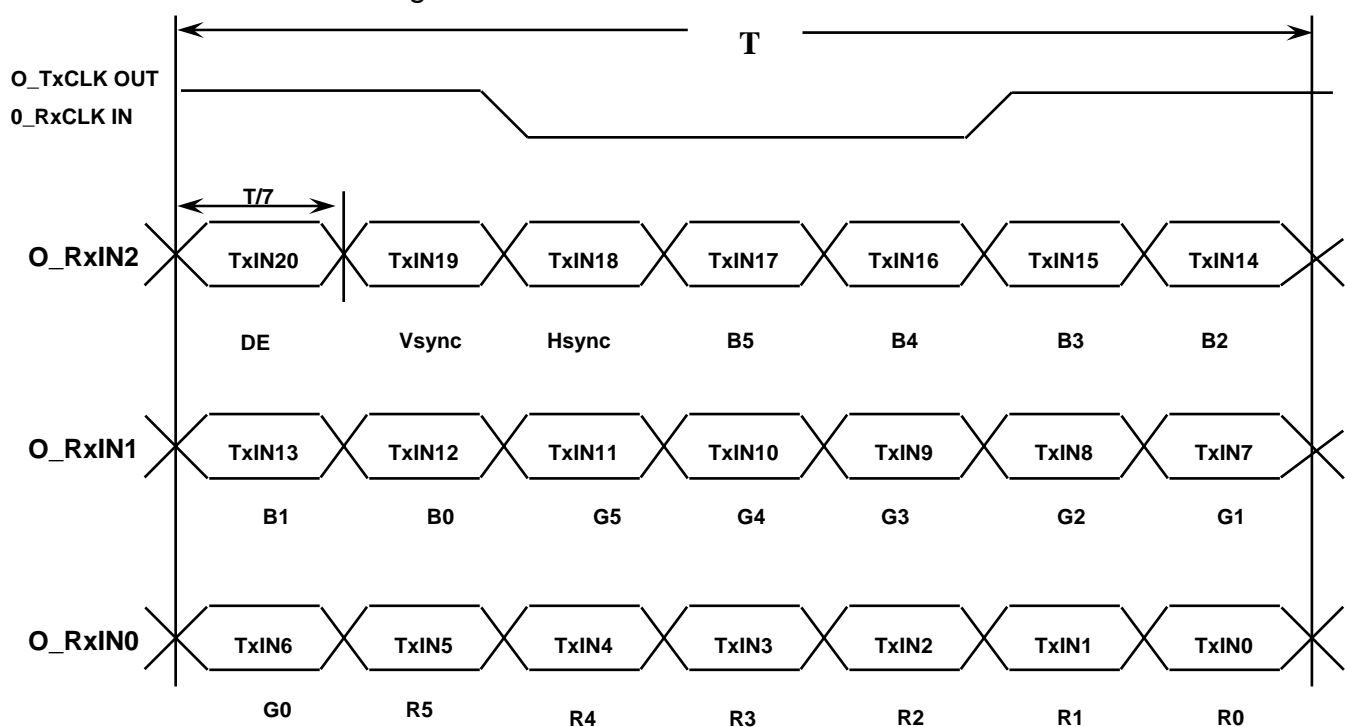 T
O_TxCLK OUT
0_RxCLK IN
T/7
O_RxIN2 TxIN20 TxIN19 TxIN18 TxIN17 TxIN16 TxIN15 TxIN14
DE Vsync Hsync B5 B4 B3 B2
O_RxIN1 TxIN13 TxIN12 TxIN11 TxIN10 TxIN9 TxIN8 TxIN7
B1 B0 G5 G4 G3 G2 G1
O_RxIN0 TxIN6 TxIN5 TxIN4 TxIN3 TxIN2 TxIN1 TxIN0
G0 R5 R4 R3 R2 R1 R0